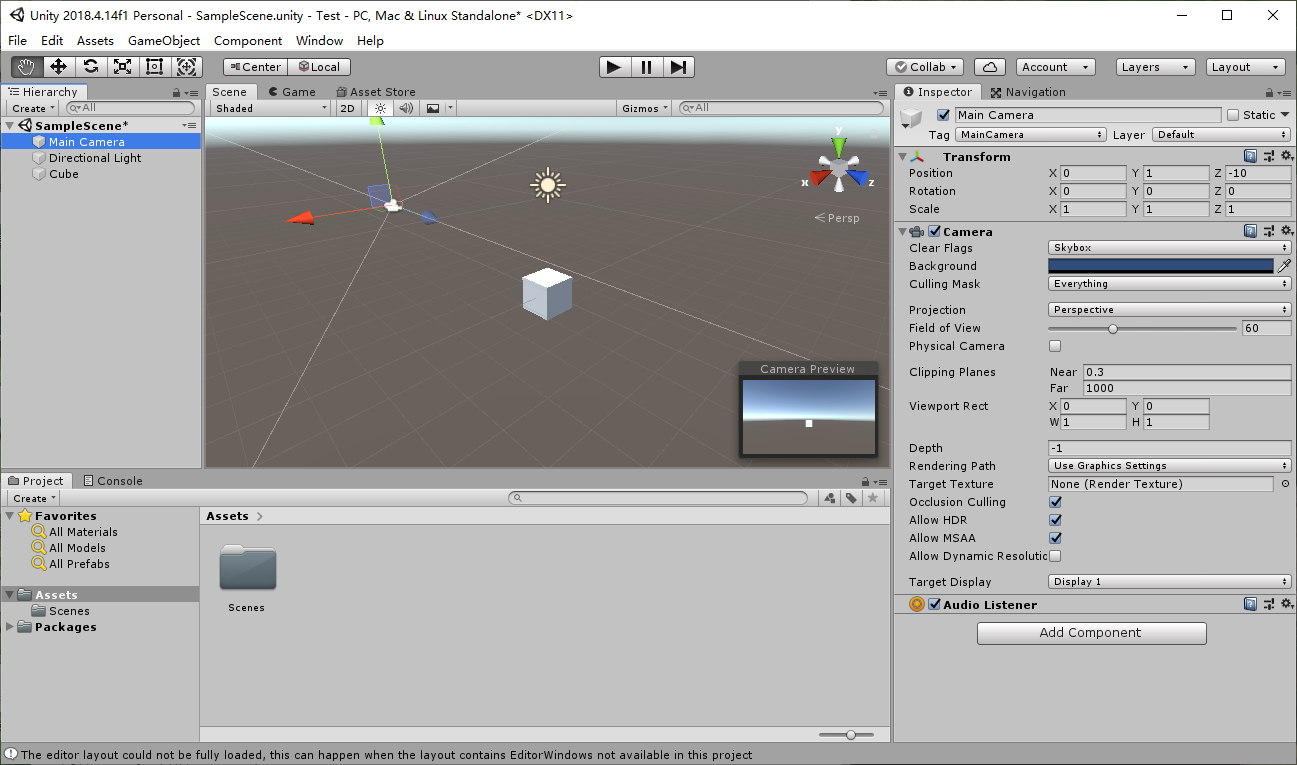 Unity 2018.4.14f1 Personal - SampleScene.unity - Test - PC, Mac & Linux Standalone* <DX11>
File Edit Assets GameObject Component Window Help
Center Local Collab Account Layers Layout
Hierarchy
Create All
SampleScene*
Main Camera
Directional Light
Cube
Scene Game Asset Store
Shaded 2D Gizmos All
y
x z
Persp
Camera Preview
Inspector Navigation
Main Camera Static
Tag MainCamera Layer Default
Transform
Position X 0 Y 1 Z -10
Rotation X 0 Y 0 Z 0
Scale X 1 Y 1 Z 1
Camera
Clear Flags Skybox
Background
Culling Mask Everything
Projection Perspective
Field of View 60
Physical Camera
Clipping Planes Near 0.3
Far 1000
Viewport Rect X 0 Y 0
W 1 H 1
Depth -1
Rendering Path Use Graphics Settings
Target Texture None (Render Texture)
Occlusion Culling
Allow HDR
Allow MSAA
Allow Dynamic Resolutic
Target Display Display 1
Audio Listener
Add Component
Project Console
Create
Favorites
All Materials
All Models
All Prefabs
Assets
Scenes
Packages
Assets
Scenes
The editor layout could not be fully loaded, this can happen when the layout contains EditorWindows not available in this project